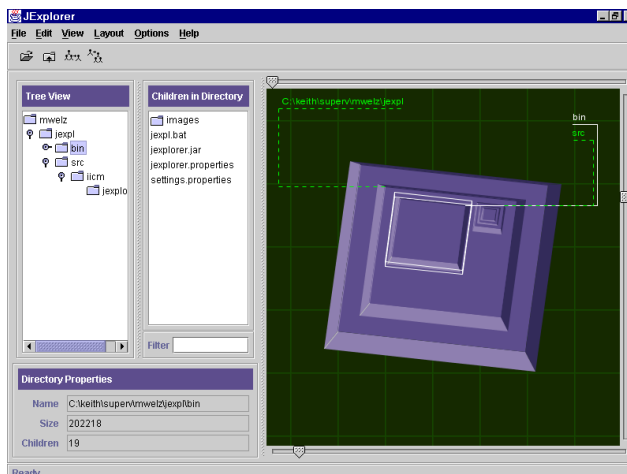 JExplorer
File Edit View Layout Options Help
Tree View
mwelz
jexpl
bin
src
iicm
jexplo
Children in Directory
images
jexpl.bat
jexplorer.jar
jexplorer.properties
settings.properties
Filter
C:\keith\superv\mwelz\jexpl
bin
src
Directory Properties
Name C:\keith\superv\mwelz\jexpl\bin
Size 202218
Children 19
Ready